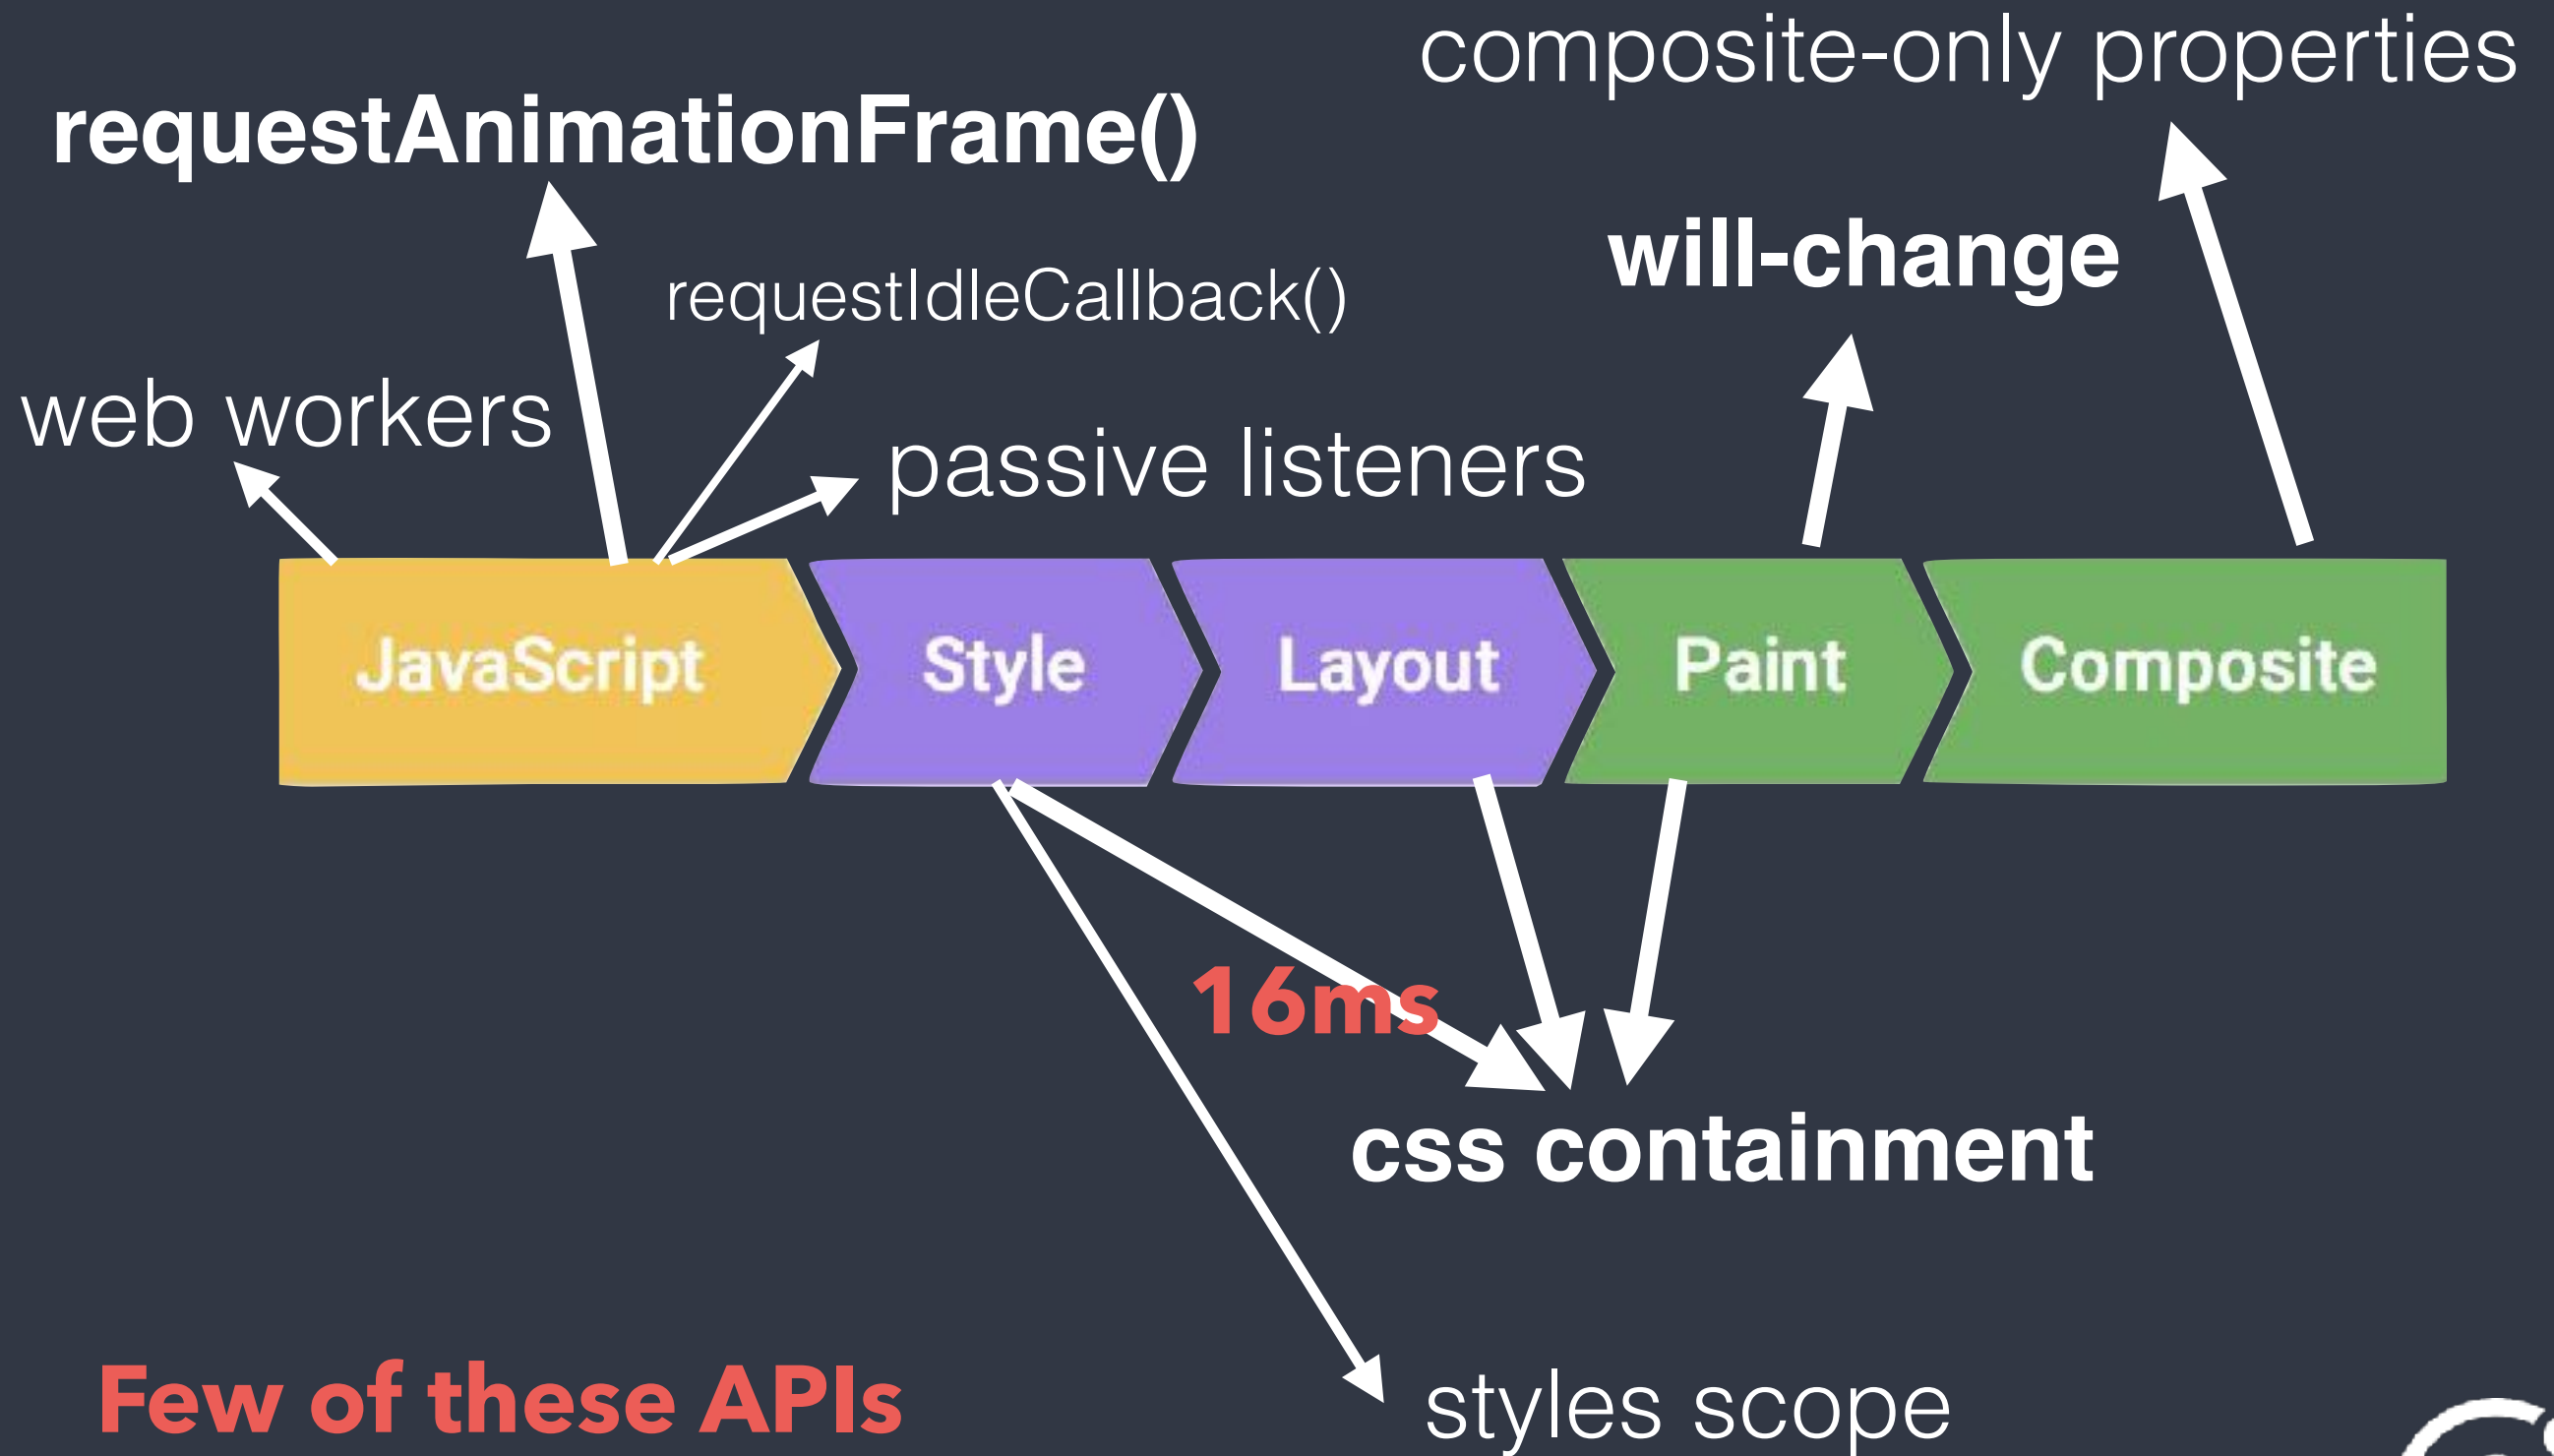 composite-only properties
requestAnimationFrame()
will-change
requestIdleCallback()
web workers
passive listeners
JavaScript
Style
Layout
Paint
Composite
16ms
css containment
Few of these APIs
styles scope